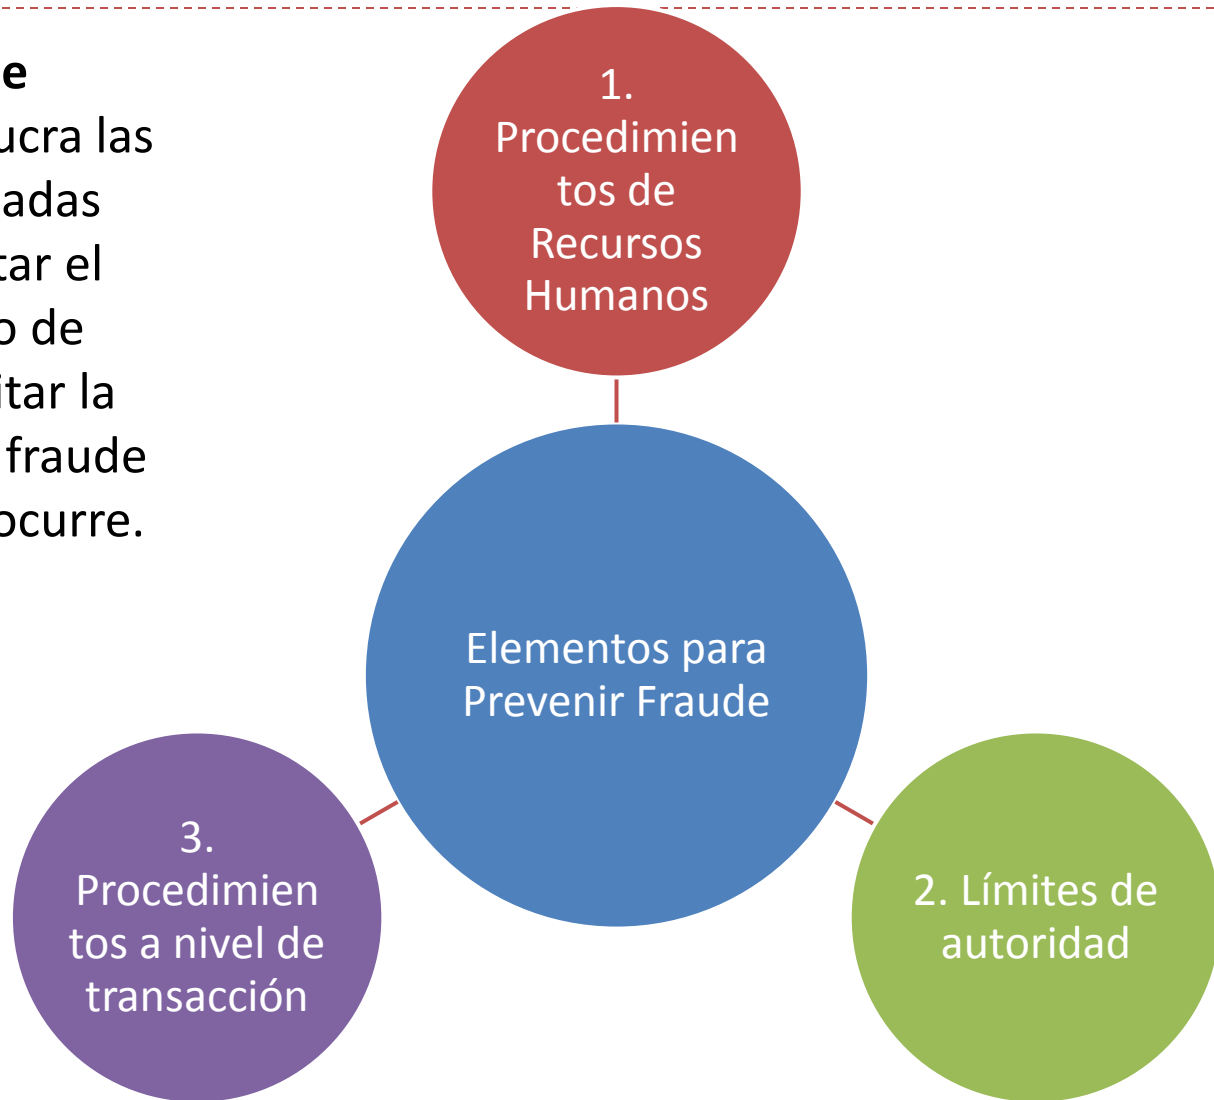 e
ucra las
adas
tar el
o de
itar la
fraude
ocurre.
1.
Procedimien
tos de
Recursos
Humanos
Elementos para
Prevenir Fraude
3.
Procedimien
tos a nivel de
transacción
2. Límites de
autoridad